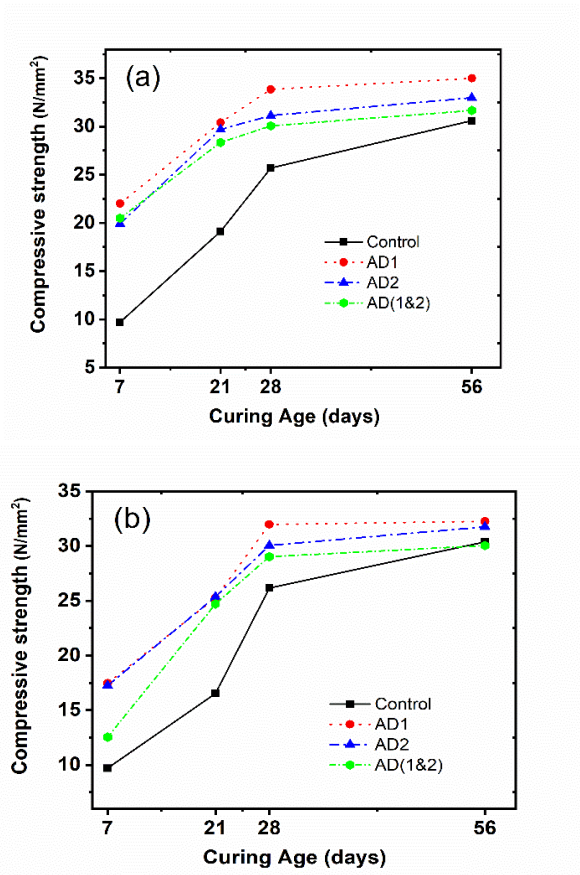 (a)
Compressive strength (N/mm²)
35
30
25
20
15
10
5
Control
AD1
AD2
AD(1&2)
7 21 28 56
Curing Age (days)
(b)
Compressive strength (N/mm²)
35
30
25
20
15
10
Control
AD1
AD2
AD(1&2)
7 21 28 56
Curing Age (days)